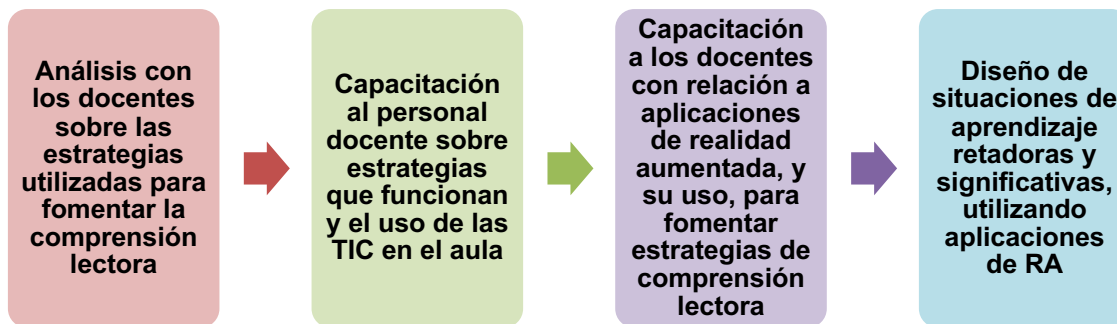 Análisis con
los docentes
sobre las
estrategias
utilizadas para
fomentar la
comprensión
lectora
Capacitación
al personal
docente sobre
estrategias
que funcionan
y el uso de las
TIC en el aula
Capacitación
a los docentes
con relación a
aplicaciones
de realidad
aumentada, y
su uso, para
fomentar
estrategias de
comprensión
lectora
Diseño de
situaciones de
aprendizaje
retadoras y
significativas,
utilizando
aplicaciones
de RA